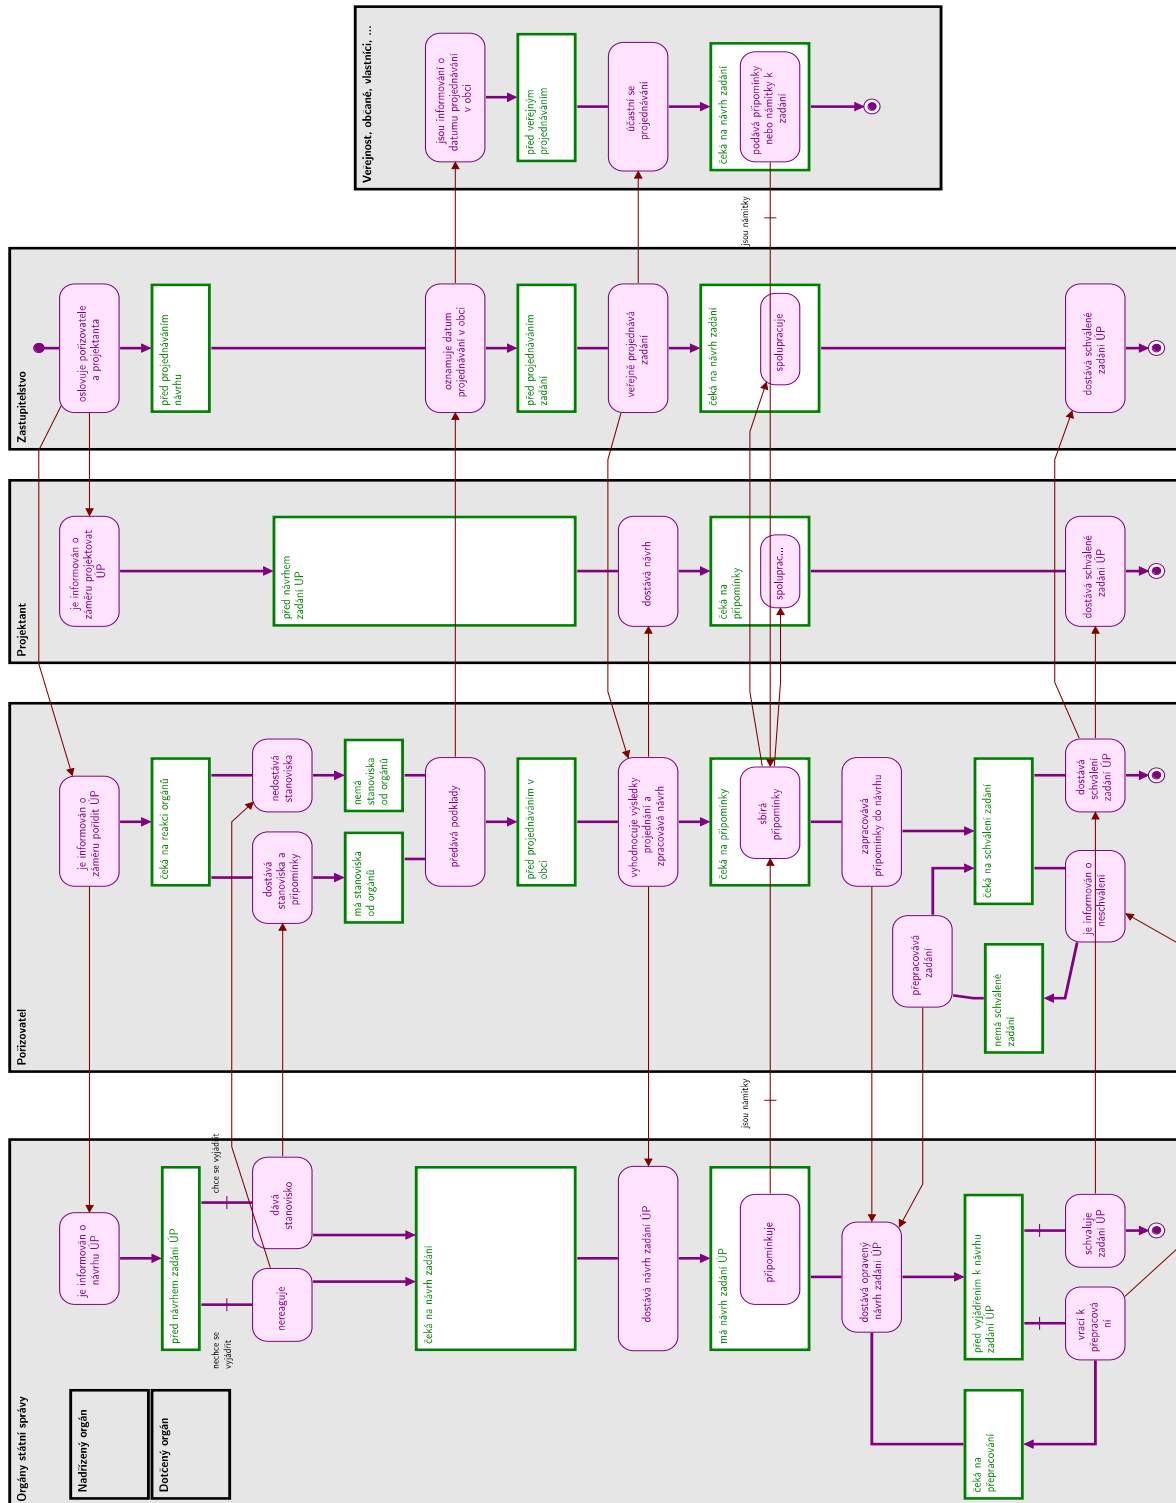 Veřejnost, občané, vlastníci, ...
jsou informování o
datumu projednávání
v obci
před veřejným
projednáváním
účastní se
projednávání
čeká na návrh zadání
podává připomínky
nebo námitky k
zadání
jsou námitky
Zastupitelstvo
oslovuje pořizovatele
a projektanta
před projednáváním
návrhu
oznamuje datum
projednávání v obci
před projednáváním
zadání
veřejně projednává
zadání
čeká na návrh zadání
spolupracuje
dostává schválené
zadání ÚP
Projektant
je informován o
záměru projektovat
ÚP
před návrhem
zadání ÚP
dostává návrh
čeká na
připomínky
spoluprac...
dostává schválené
zadání ÚP
Pořizovatel
je informován o
záměru pořídit ÚP
čeká na reakci orgánů
nedostává
stanoviska
dostává
stanoviska a
připomínky
nemá
stanoviska
od orgánů
má stanoviska
od orgánů
předává podklady
před projednáváním v
obci
vyhodnocuje výsledky
projednání a
zpracovává návrh
čeká na připomínky
sbírá
připomínky
zapracovává
připomínky do návrhu
přepracovává
zadání
čeká na schválení zadání
nemá schválené
zadání
dostává
schválení
zadání ÚP
je informován o
neschválení
Orgány státní správy
Nadřízený orgán
Dotčený orgán
je informován o
návrhu ÚP
před návrhem zadání ÚP
chce se vyjádřit
nechce se
vyjádřit
dává
stanovisko
nereaguje
čeká na návrh zadání
dostává návrh zadání ÚP
má návrh zadání ÚP
připomínkuje
jsou námitky
dostává opravený
návrh zadání ÚP
před vyjádřením k návrhu
zadání ÚP
čeká na
přepracování
schvaluje
zadání ÚP
vrací k
přepracová
ní